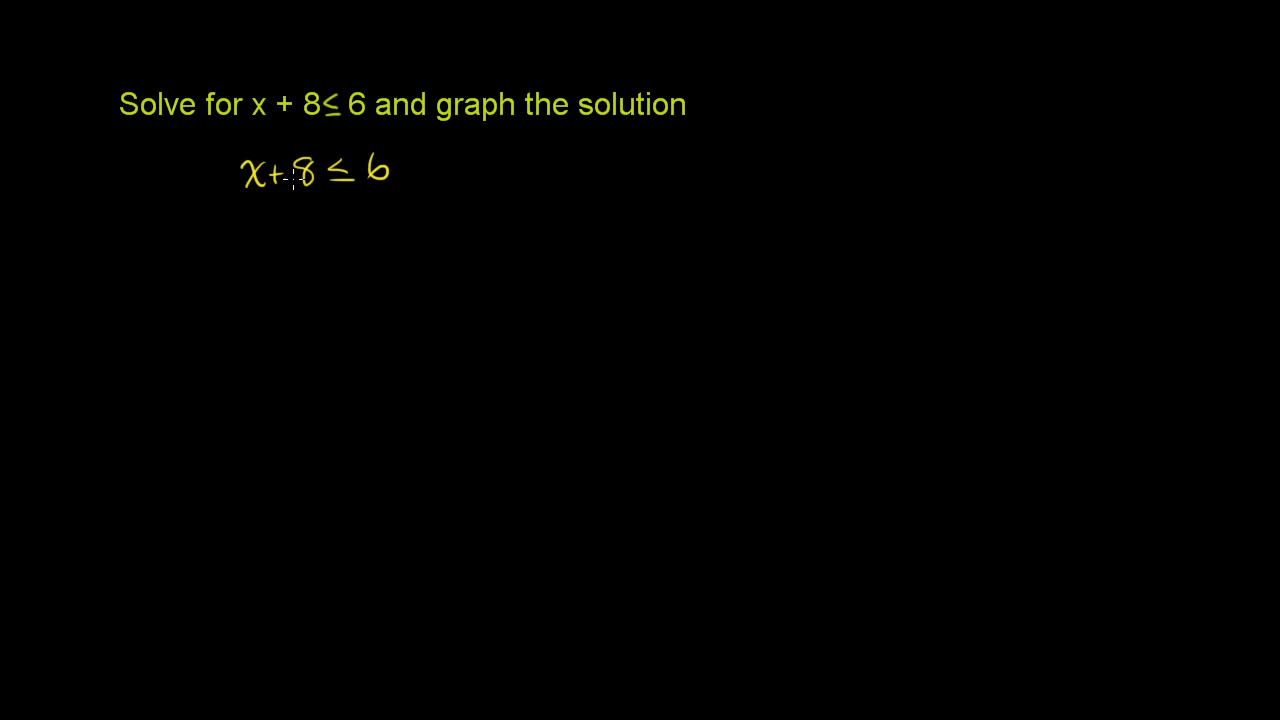 Solve for x + 8≤ 6 and graph the solution
x+8 ≤ 6